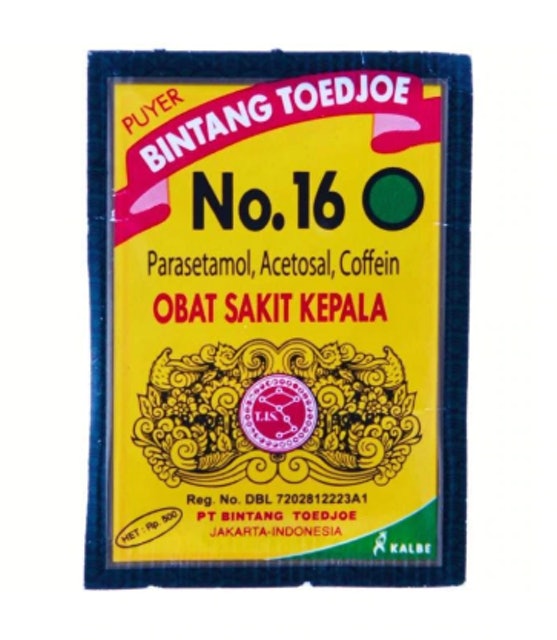 PUYER
BINTANG TOEDJOE
No.16
Parasetamol, Acetosal, Coffein
OBAT SAKIT KEPALA
T.I.S.
Reg. No. DBL 7202812223A1
PT BINTANG TOEDJOE
HET : Rp. 500
JAKARTA-INDONESIA
KALBE